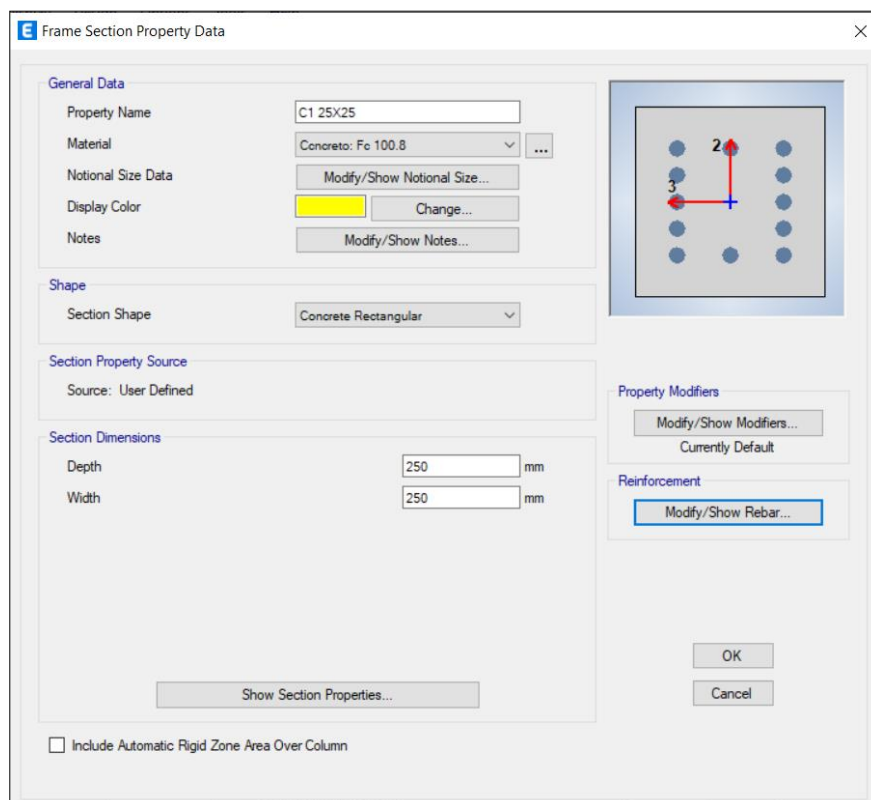 E Frame Section Property Data
General Data
Property Name C1 25X25
Material Concreto: Fc 100.8 ...
Notional Size Data Modify/Show Notional Size...
Display Color Change...
Notes Modify/Show Notes...
Shape
Section Shape Concrete Rectangular
Section Property Source
Source: User Defined
Section Dimensions
Depth 250 mm
Width 250 mm
Show Section Properties...
Include Automatic Rigid Zone Area Over Column
2
3
Property Modifiers
Modify/Show Modifiers...
Currently Default
Reinforcement
Modify/Show Rebar...
OK
Cancel